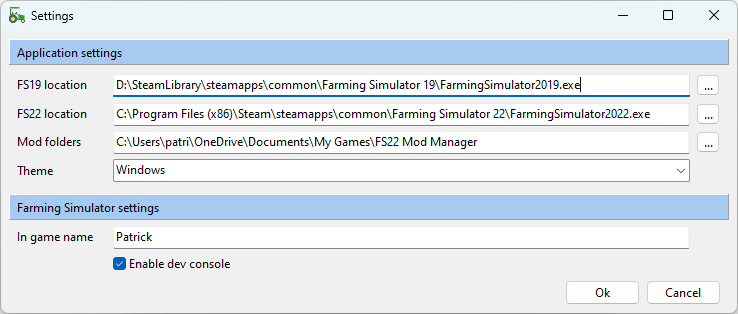 Settings
Application settings
FS19 location D:\SteamLibrary\steamapps\common\Farming Simulator 19\FarmingSimulator2019.exe ...
FS22 location C:\Program Files (x86)\Steam\steamapps\common\Farming Simulator 22\FarmingSimulator2022.exe ...
Mod folders C:\Users\patri\OneDrive\Documents\My Games\FS22 Mod Manager ...
Theme Windows
Farming Simulator settings
In game name Patrick
Enable dev console
Ok Cancel